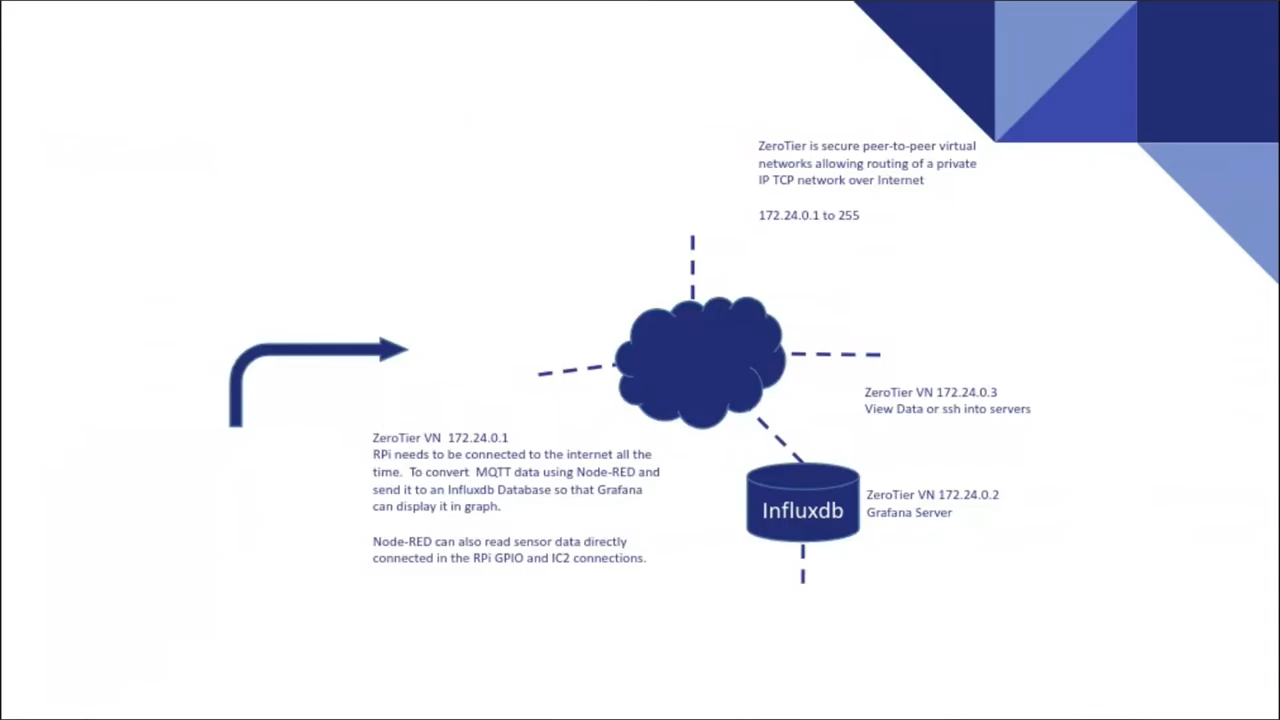 ZeroTier is secure peer-to-peer virtual
networks allowing routing of a private
IP TCP network over Internet
172.24.0.1 to 255
ZeroTier VN 172.24.0.3
View Data or ssh into servers
ZeroTier VN  172.24.0.1
RPi needs to be connected to the internet all the
time.  To convert  MQTT data using Node-RED and
send it to an Influxdb Database so that Grafana
can display it in graph.
Node-RED can also read sensor data directly
connected in the RPi GPIO and IC2 connections.
Influxdb
ZeroTier VN 172.24.0.2
Grafana Server